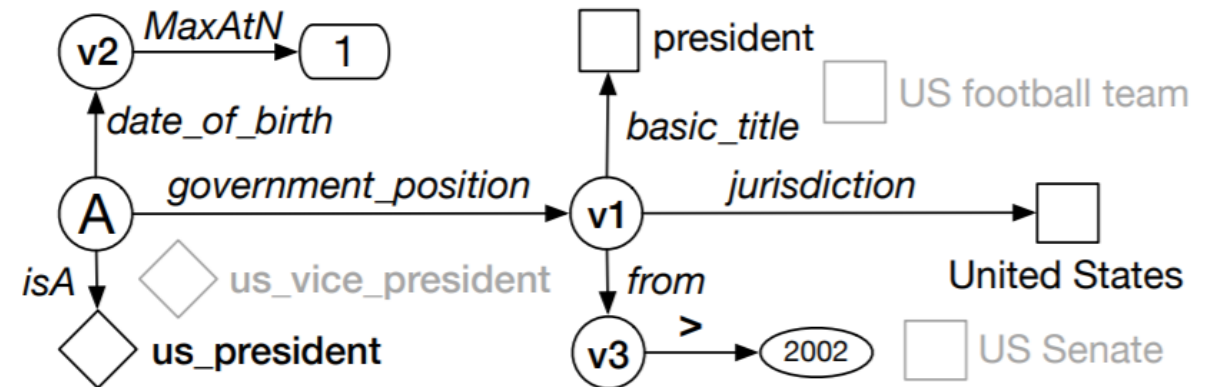 MaxAtN
v2
1
president
US football team
date_of_birth
basic_title
government_position
jurisdiction
A
v1
isA
us_vice_president
from
United States
us_president
>
v3
2002
US Senate